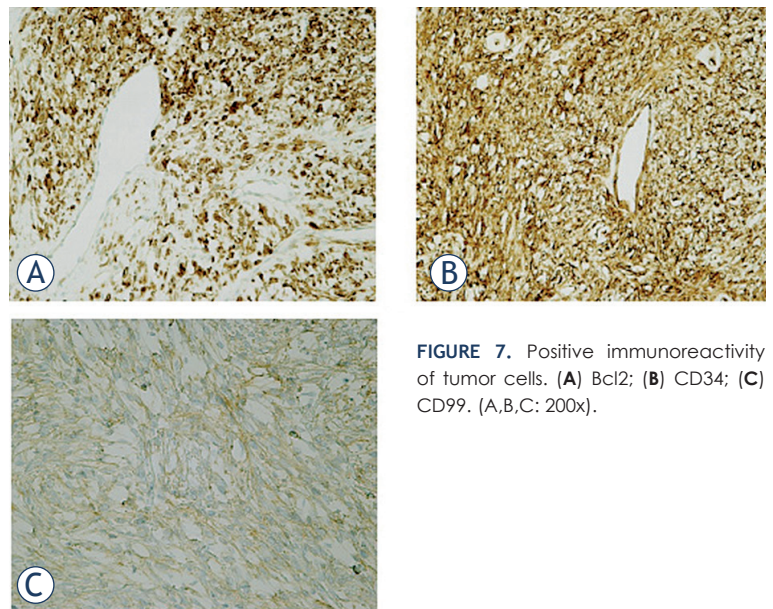 A
B
C
FIGURE 7. Positive immunoreactivity
of tumor cells. (A) Bcl2; (B) CD34; (C)
CD99. (A,B,C: 200x).